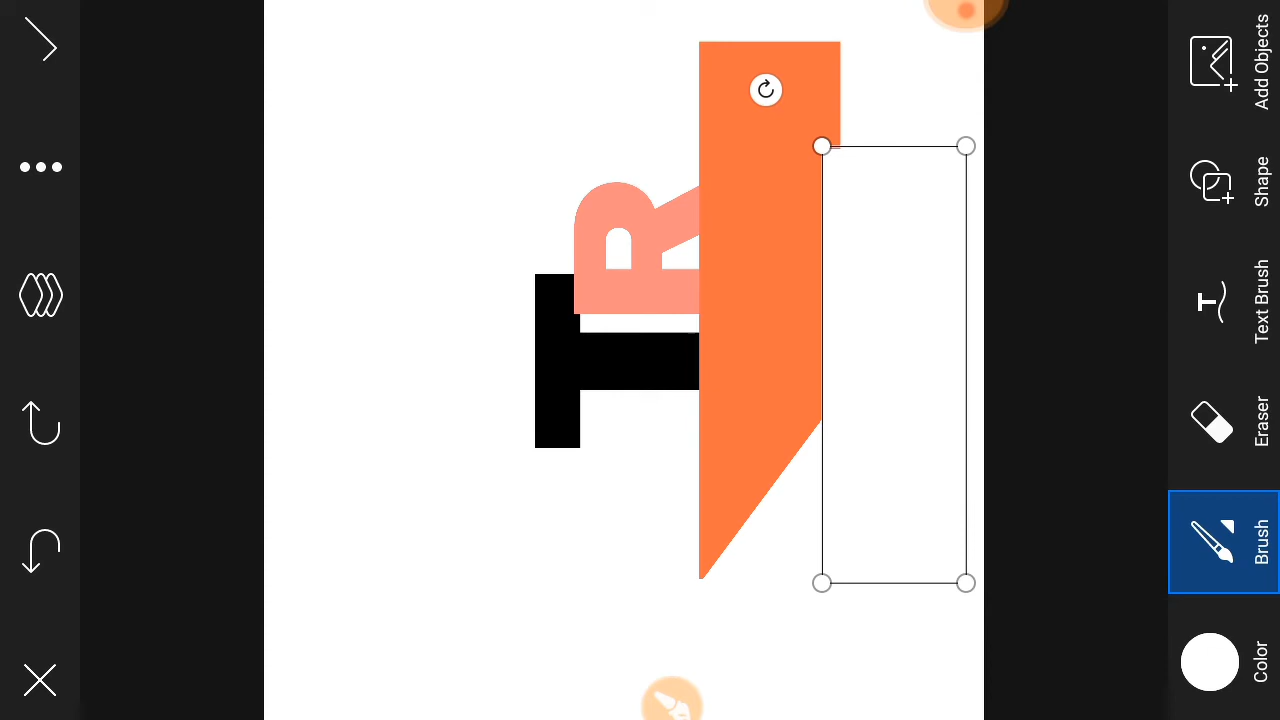 TR
Add Objects
Shape
Text Brush
Eraser
Brush
Color